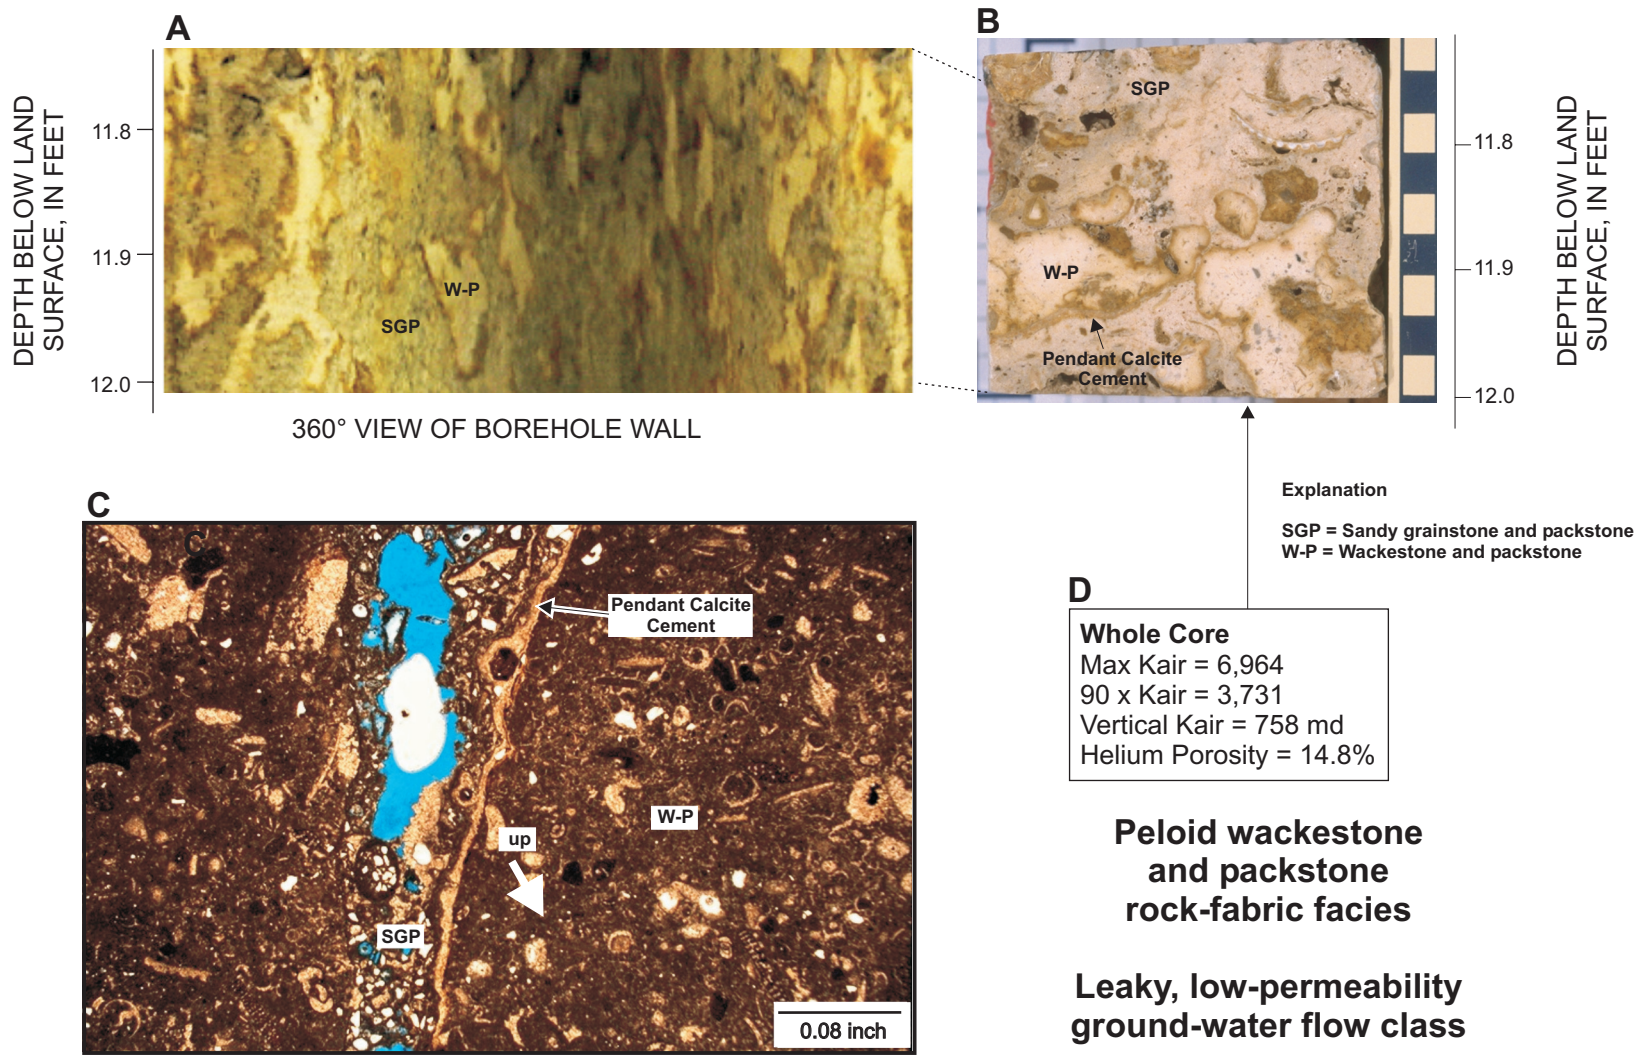 A
DEPTH BELOW LAND
SURFACE, IN FEET
11.8
11.9
12.0
W-P
SGP
360° VIEW OF BOREHOLE WALL
B
SGP
W-P
Pendant Calcite
Cement
11.8
11.9
12.0
DEPTH BELOW LAND
SURFACE, IN FEET
Explanation
SGP = Sandy grainstone and packstone
W-P = Wackestone and packstone
C
C
Pendant Calcite
Cement
W-P
up
SGP
0.08 inch
D
Whole Core
Max Kair = 6,964
90 x Kair = 3,731
Vertical Kair = 758 md
Helium Porosity = 14.8%
Peloid wackestone
and packstone
rock-fabric facies
Leaky, low-permeability
ground-water flow class